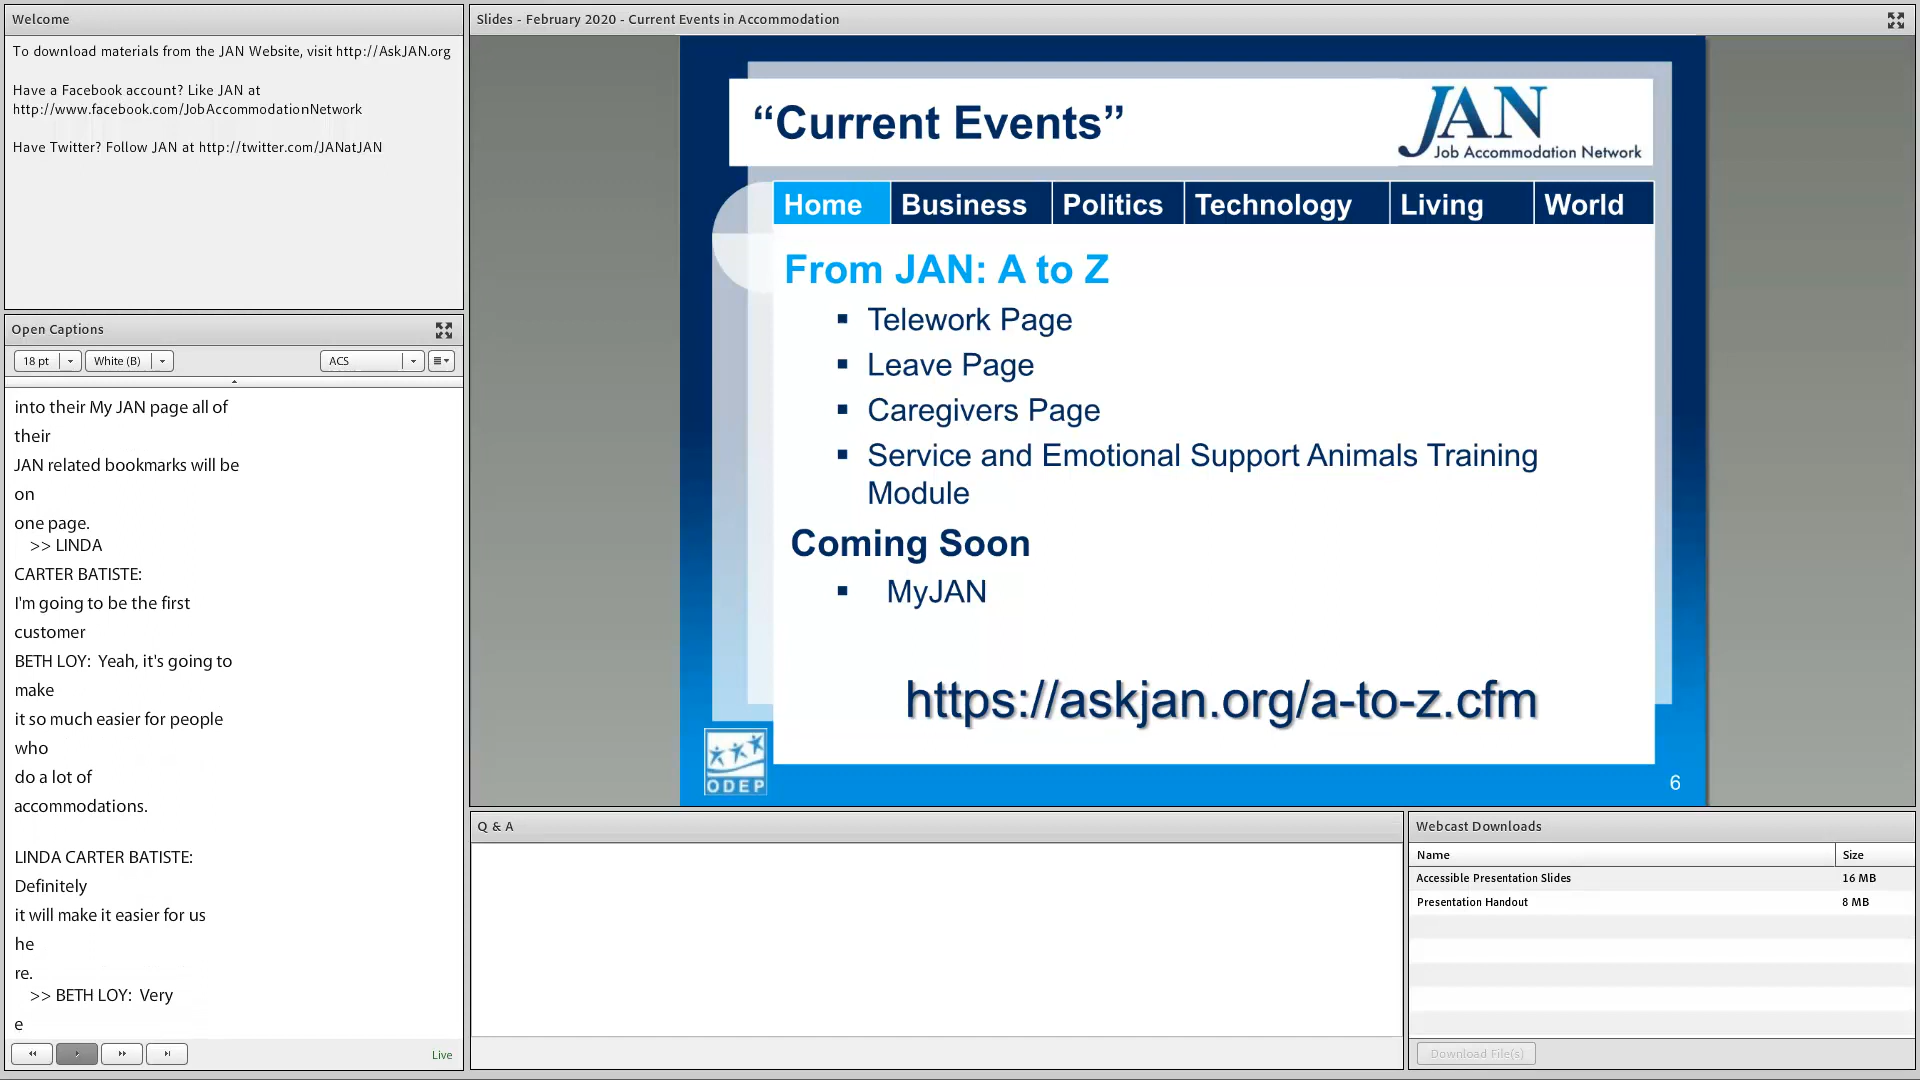 Welcome
To download materials from the JAN Website, visit http://AskJAN.org
Have a Facebook account? Like JAN at
http://www.facebook.com/JobAccommodationNetwork
Have Twitter? Follow JAN at http://twitter.com/JANatJAN
Open Captions
18 pt White (B) ACS
into their My JAN page all of
their
JAN related bookmarks will be
on
one page.
>> LINDA
CARTER BATISTE:
I'm going to be the first
customer
BETH LOY:  Yeah, it's going to
make
it so much easier for people
who
do a lot of
accommodations.
LINDA CARTER BATISTE:
Definitely
it will make it easier for us
he
re.
>> BETH LOY:  Very
e
Live
Slides - February 2020 - Current Events in Accommodation
“Current Events”
JAN
Job Accommodation Network
Home Business Politics Technology Living World
From JAN: A to Z
▪ Telework Page
▪ Leave Page
▪ Caregivers Page
▪ Service and Emotional Support Animals Training
Module
Coming Soon
▪ MyJAN
https://askjan.org/a-to-z.cfm
ODEP
6
Q & A
Webcast Downloads
Name Size
Accessible Presentation Slides 16 MB
Presentation Handout 8 MB
Download File(s)